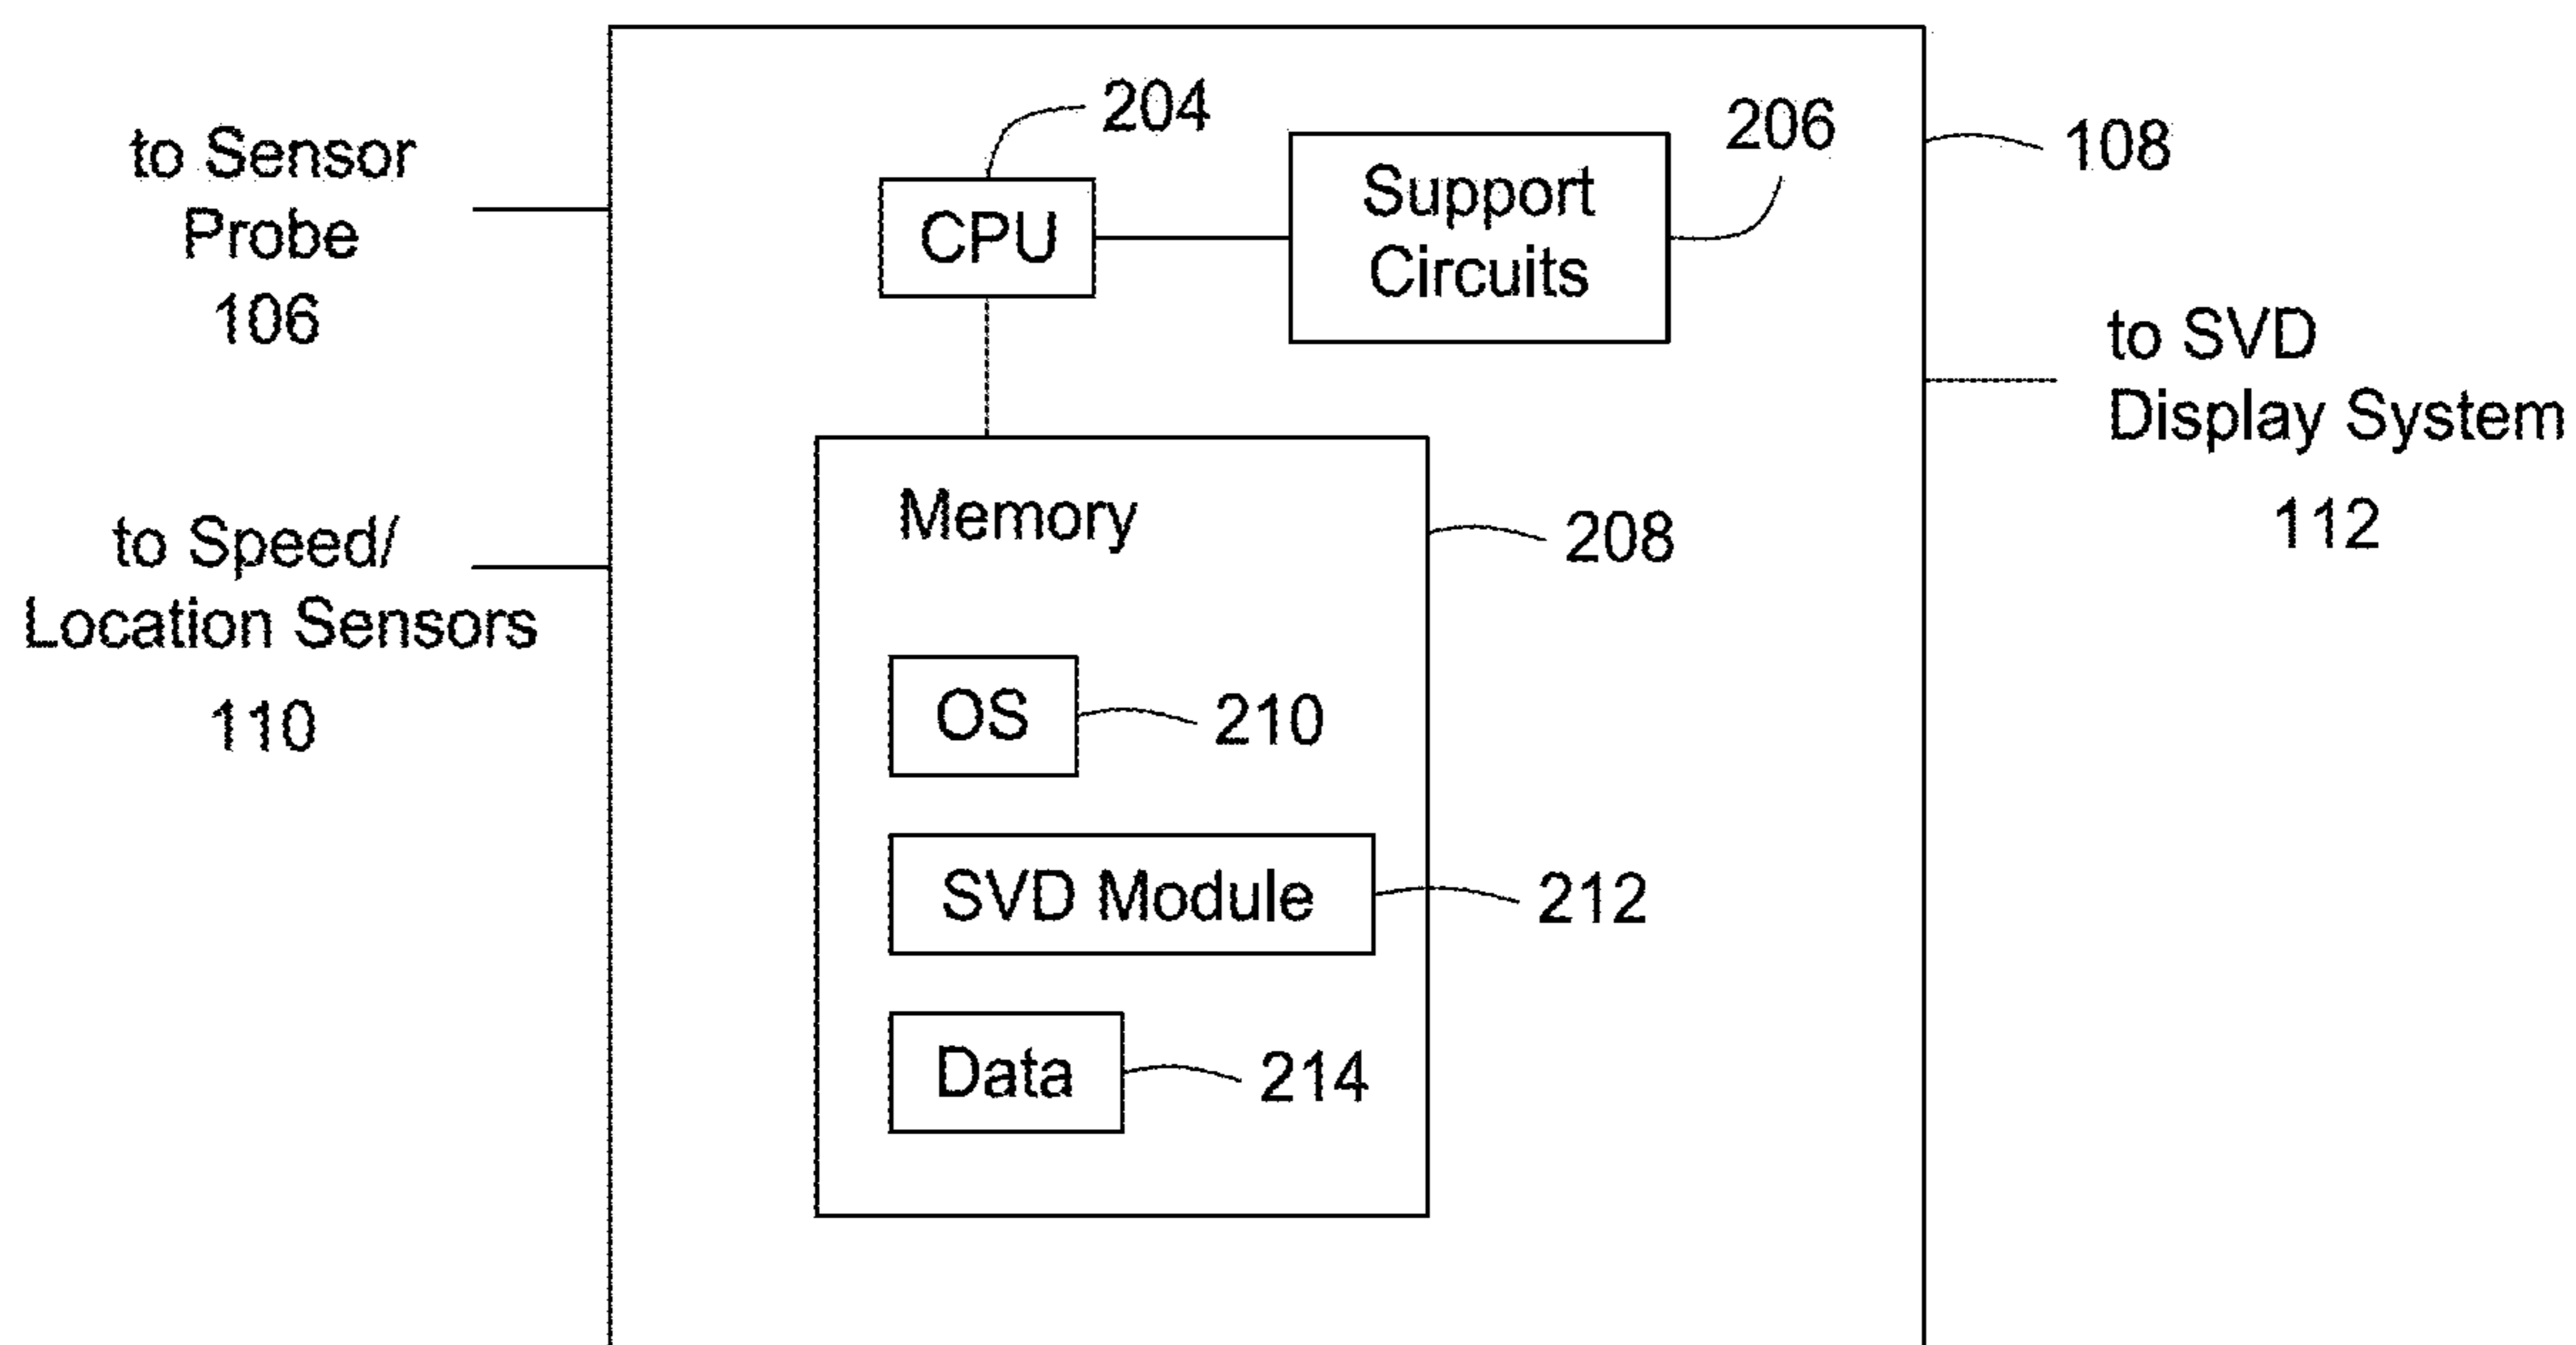 to Sensor
Probe
106
to Speed/
Location Sensors
110
204
CPU
Support
Circuits
206
108
to SVD
Display System
112
Memory
208
OS
210
SVD Module
212
Data
214